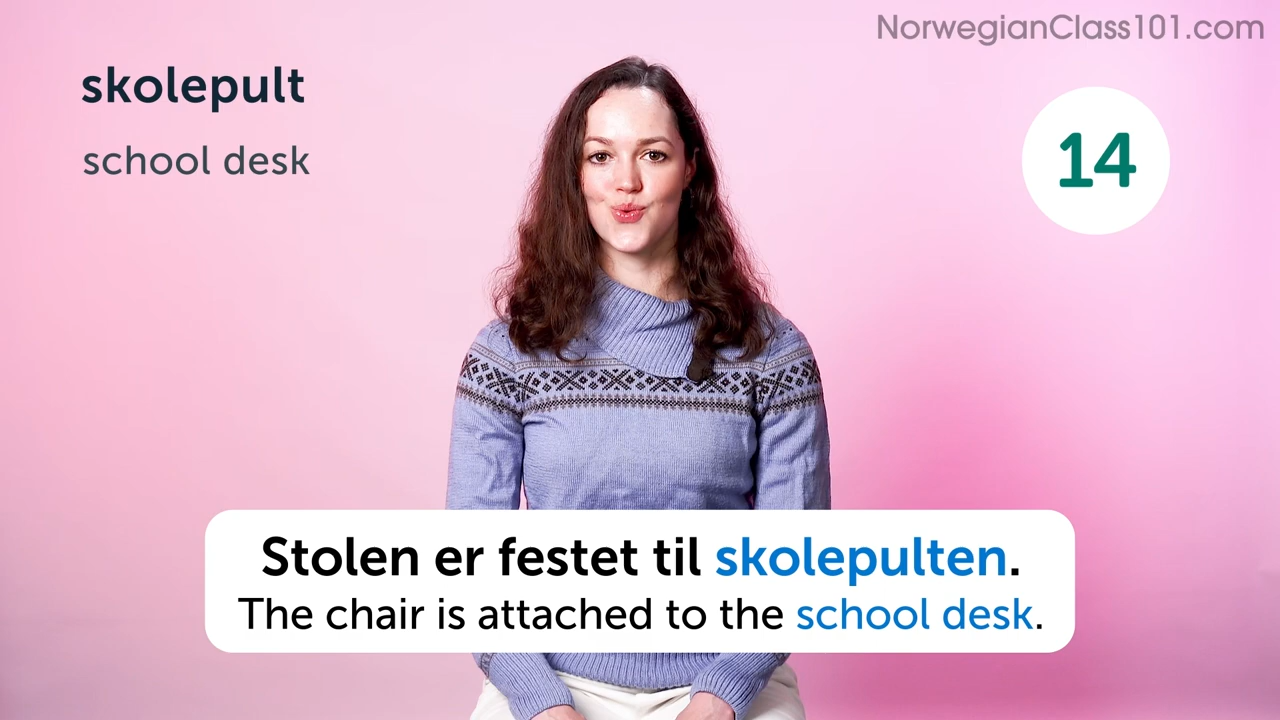 NorwegianClass101.com
skolepult
school desk
14
Stolen er festet til skolepulten.
The chair is attached to the school desk.